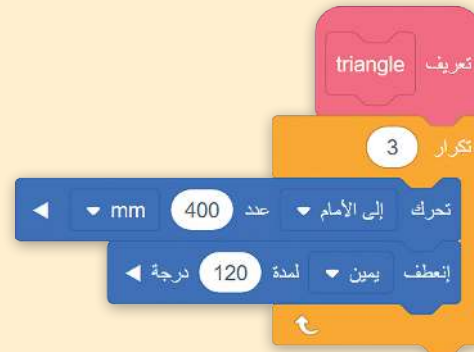 تعريف triangle
تكرار 3
تحرك إلى الأمام عدد 400 mm
إنعطف يمين لمدة 120 درجة